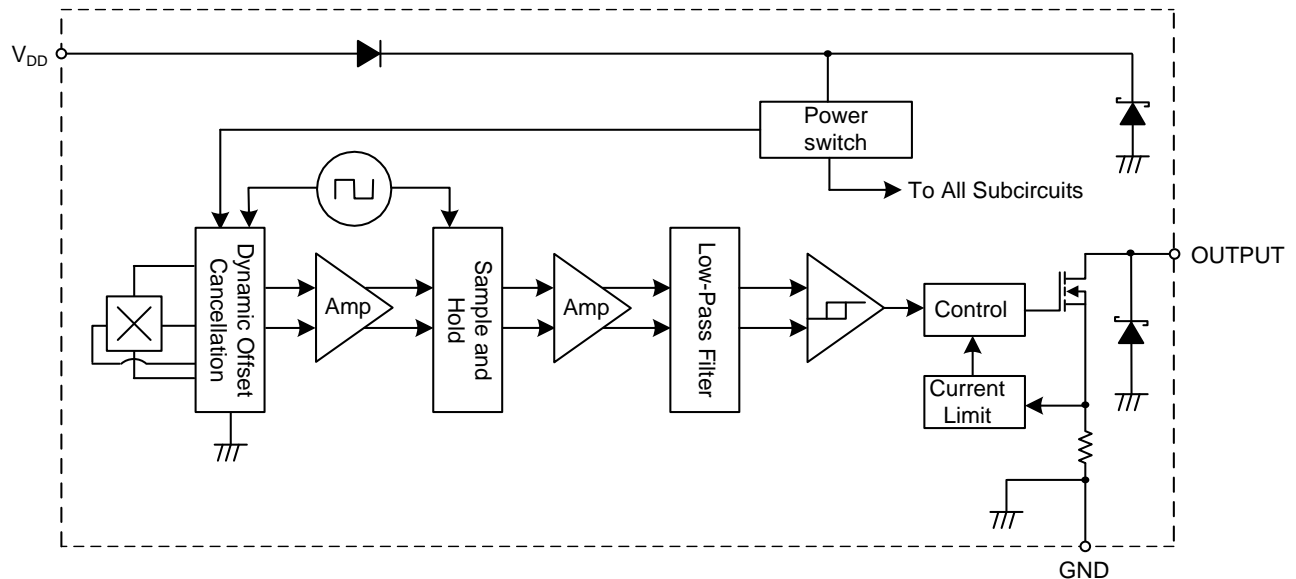 VDD
Power
switch
To All Subcircuits
Dynamic Offset
Cancellation
Amp
Sample and
Hold
Amp
Low-Pass Filter
Control
Current
Limit
OUTPUT
GND